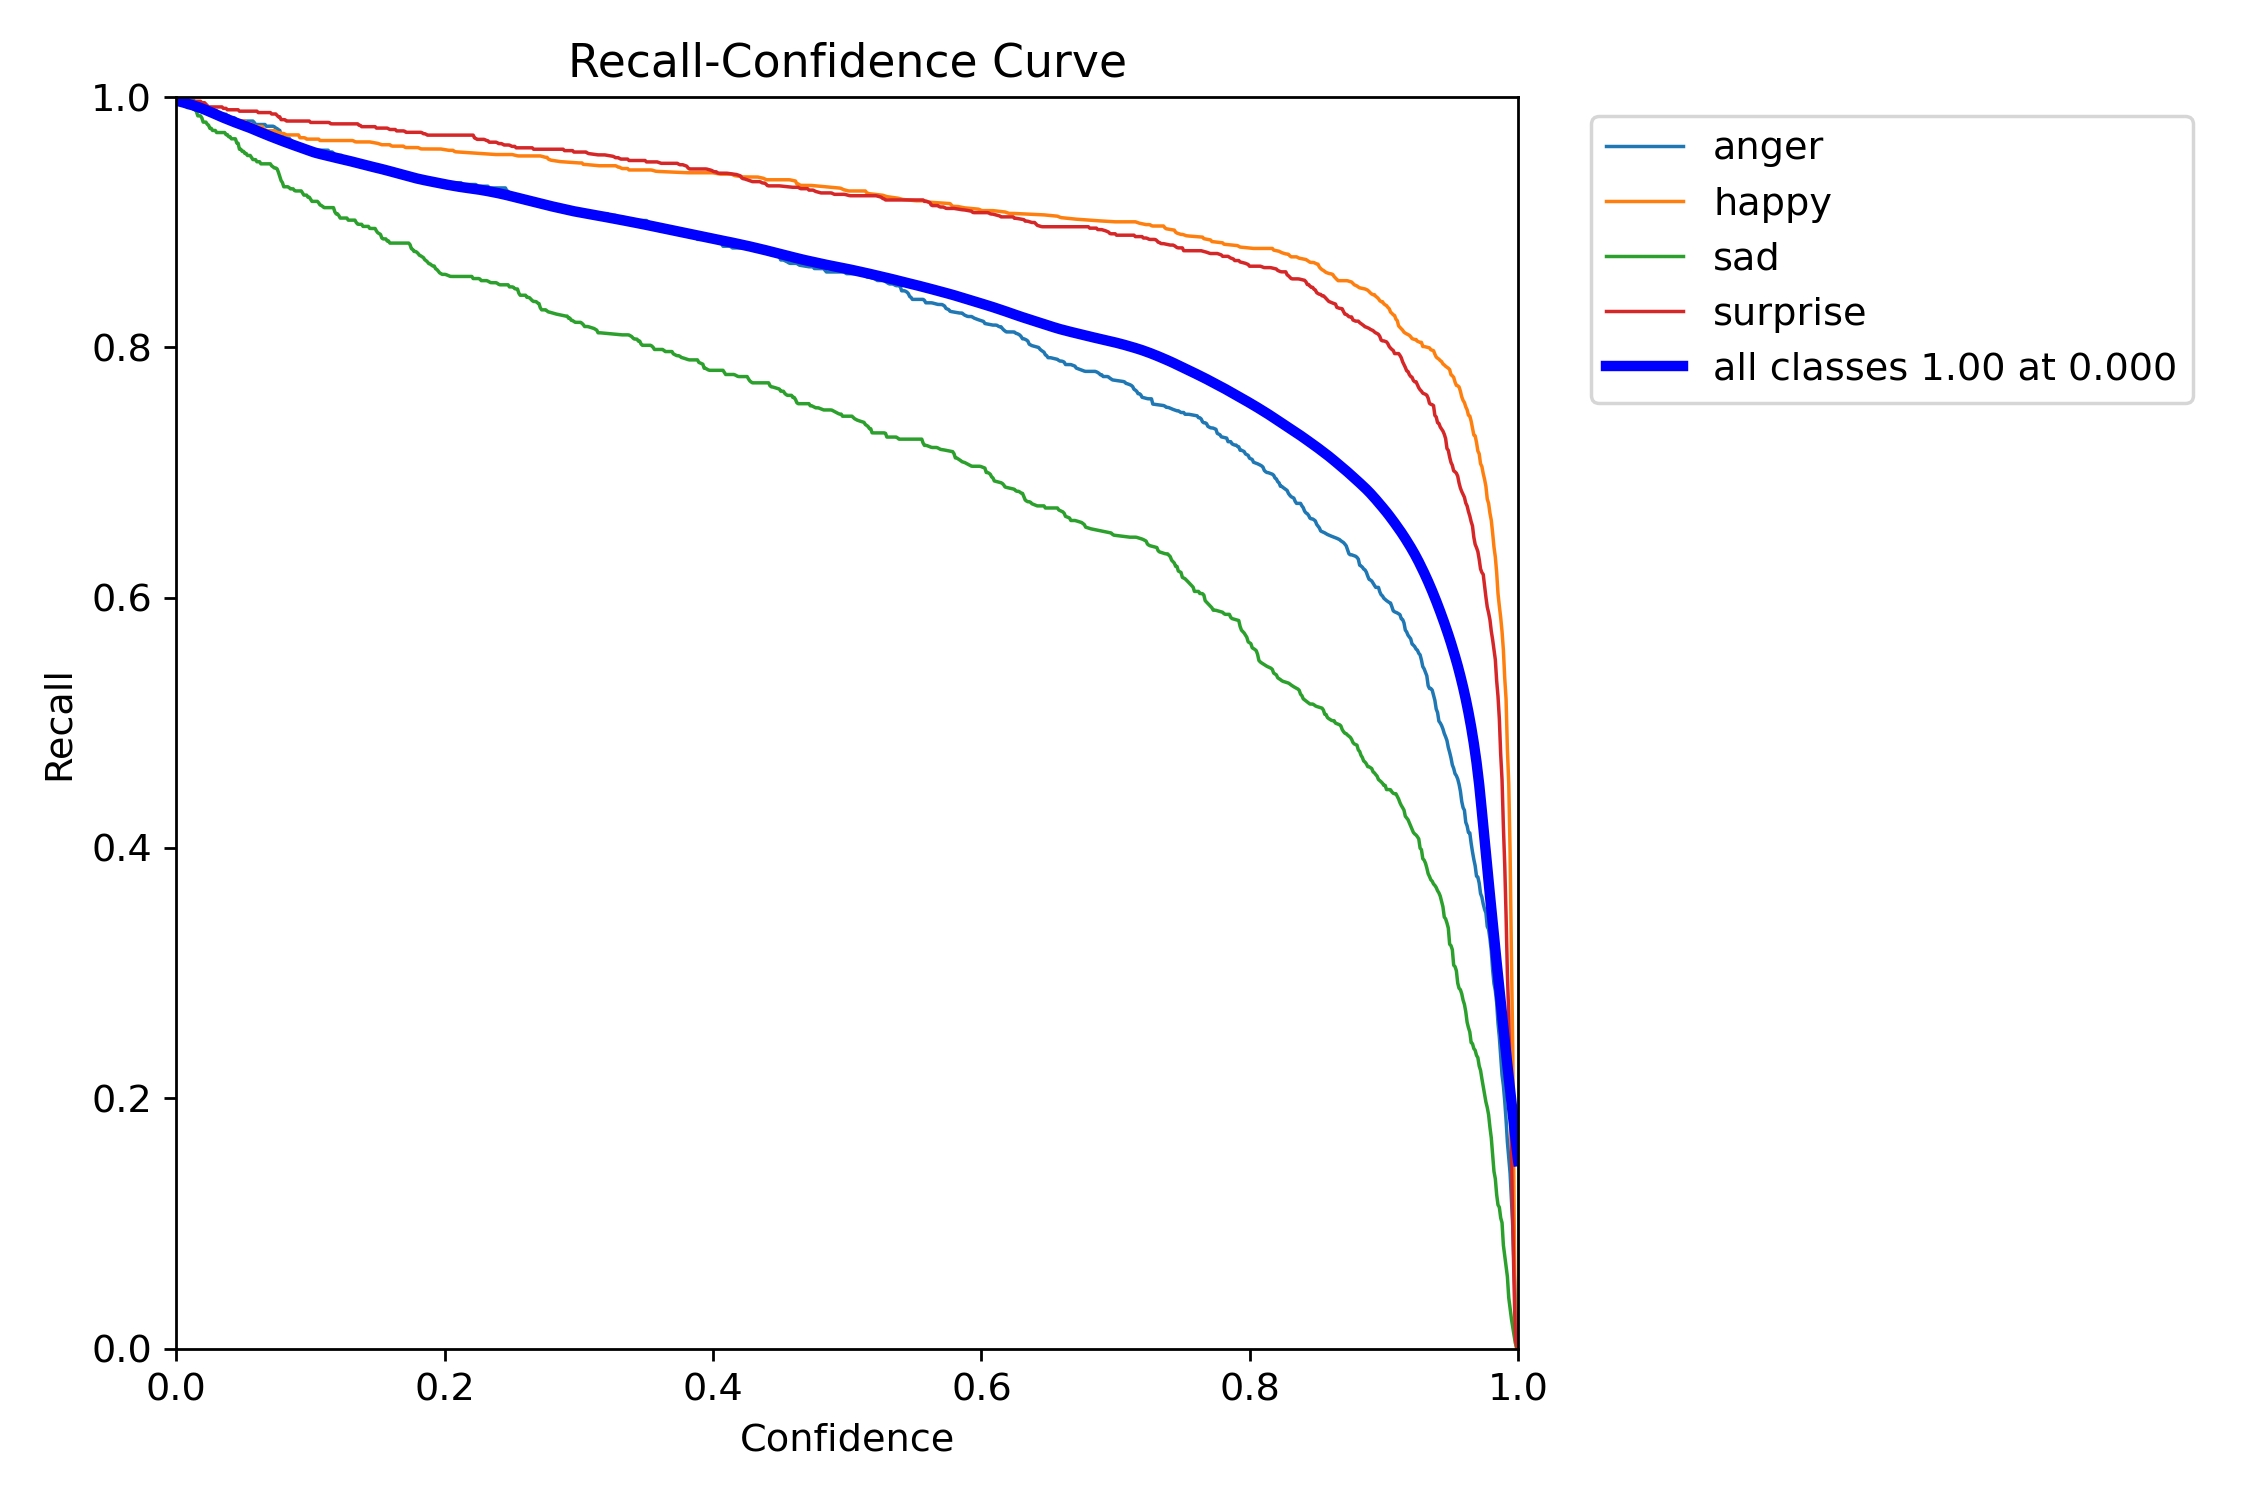 Recall-Confidence Curve
1.0
0.8
0.6
0.4
0.2
0.0
Recall
0.0 0.2 0.4 0.6 0.8 1.0
Confidence
anger
happy
sad
surprise
all classes 1.00 at 0.000